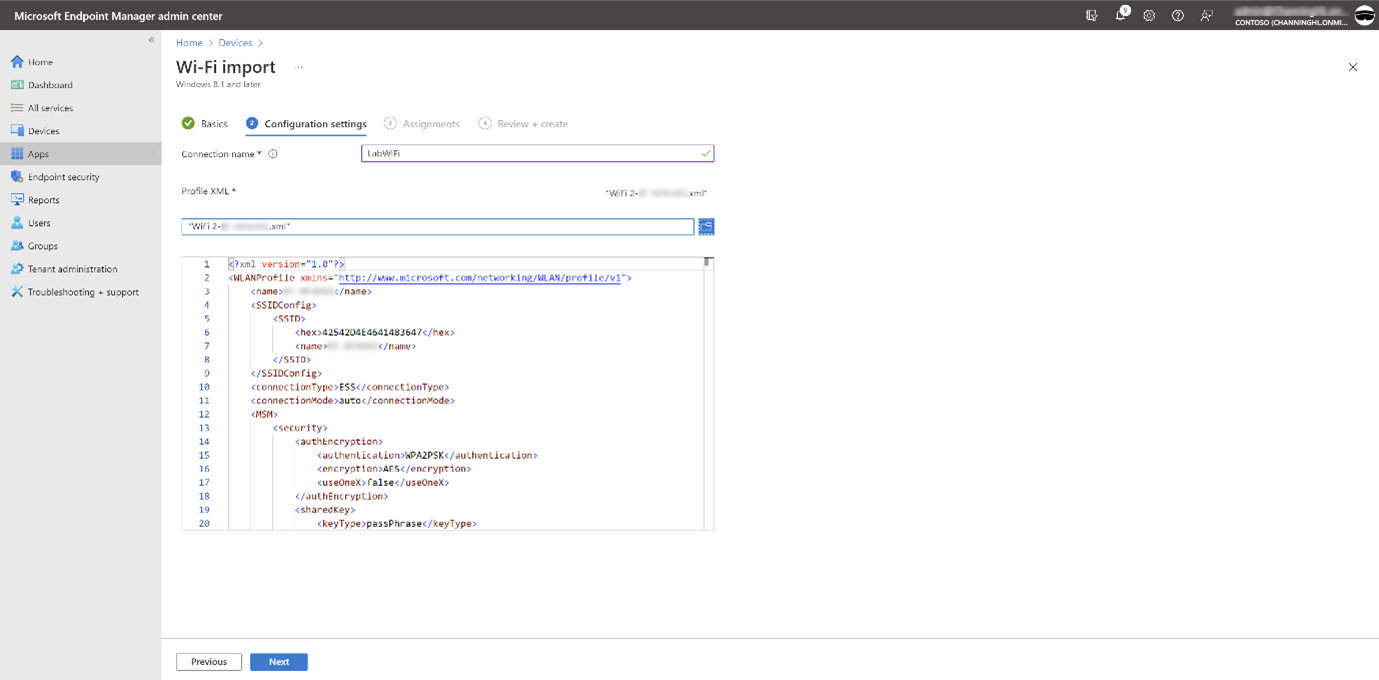 Microsoft Endpoint Manager admin center
9
CONTOSO (CHANNINGHI.ONMI...
«
Home
Dashboard
All services
Devices
Apps
Endpoint security
Reports
Users
Groups
Tenant administration
Troubleshooting + support
Home > Devices >
Wi-Fi import ...
Windows 8.1 and later
Basics
2 Configuration settings
3 Assignments
4 Review + create
Connection name *
LabWiFi
Profile XML *
"WiFi 2- .xml"
"WiFi 2- .xml"
1 <?xml version="1.0"?>
2 <WLANProfile xmlns="http://www.microsoft.com/networking/WLAN/profile/v1">
3 <name> </name>
4 <SSIDConfig>
5 <SSID>
6 <hex>42542D4E4641483647</hex>
7 <name> </name>
8 </SSID>
9 </SSIDConfig>
10 <connectionType>ESS</connectionType>
11 <connectionMode>auto</connectionMode>
12 <MSM>
13 <security>
14 <authEncryption>
15 <authentication>WPA2PSK</authentication>
16 <encryption>AES</encryption>
17 <useOneX>false</useOneX>
18 </authEncryption>
19 <sharedKey>
20 <keyType>passPhrase</keyType>
Previous
Next